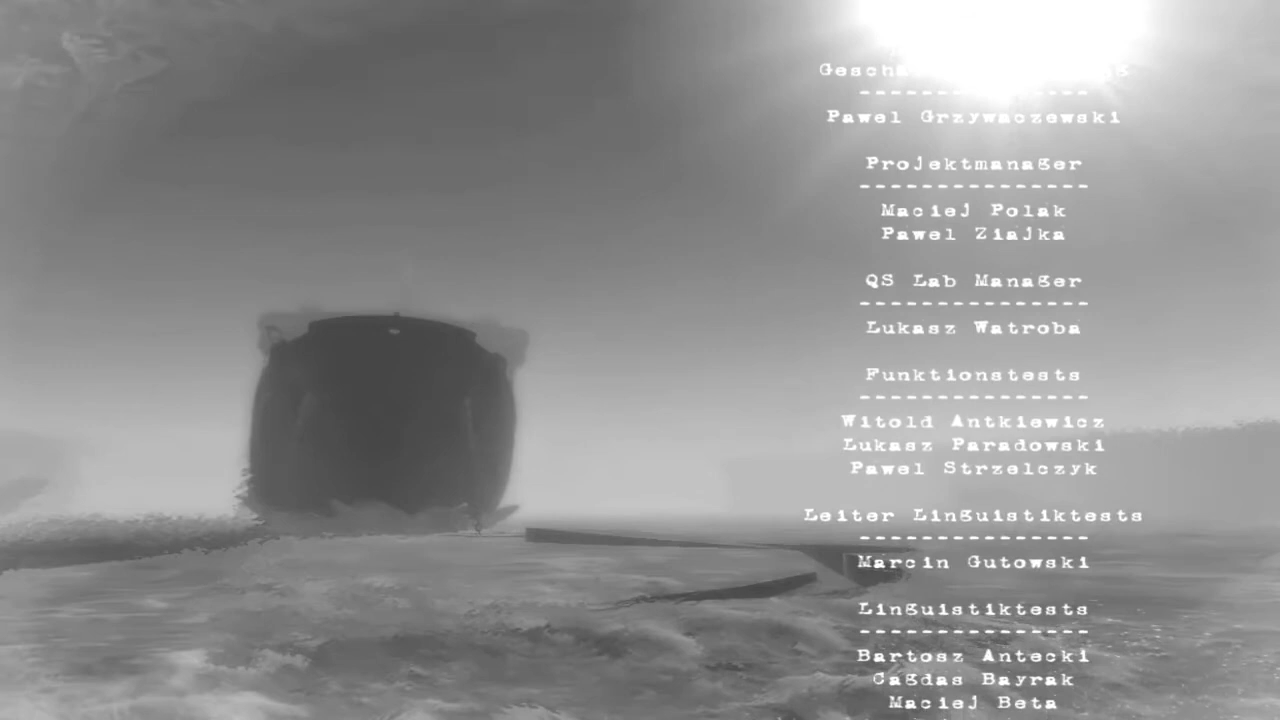 Pawel Grzywaczewski
Projektmanager
--------------
Maciej Polak
Pawel Ziajka
QS Lab Manager
--------------
Lukasz Watroba
Funktionstests
--------------
Witold Antkiewicz
Lukasz Paradowski
Pawel Strzelczyk
Leiter Linguistiktests
--------------
Marcin Gutowski
Linguistiktests
--------------
Bartosz Antecki
Cagdas Bayrak
Maciej Beta